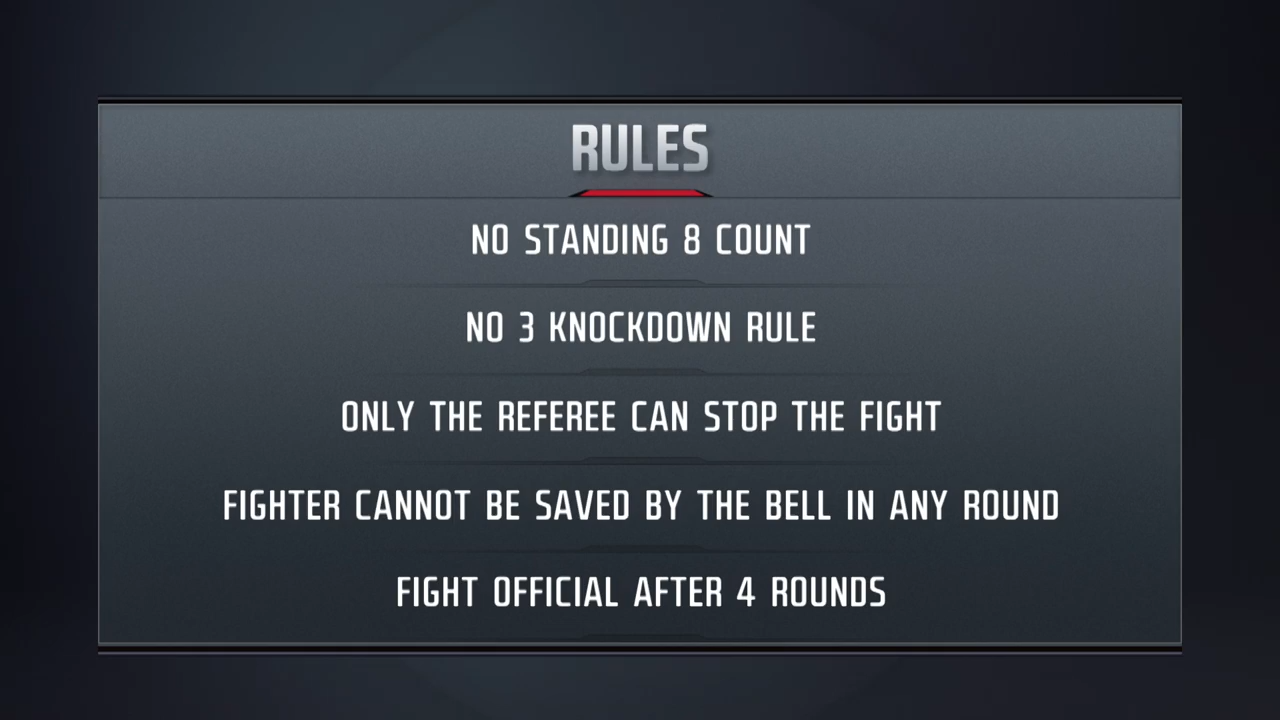 RULES
NO STANDING 8 COUNT
NO 3 KNOCKDOWN RULE
ONLY THE REFEREE CAN STOP THE FIGHT
FIGHTER CANNOT BE SAVED BY THE BELL IN ANY ROUND
FIGHT OFFICIAL AFTER 4 ROUNDS